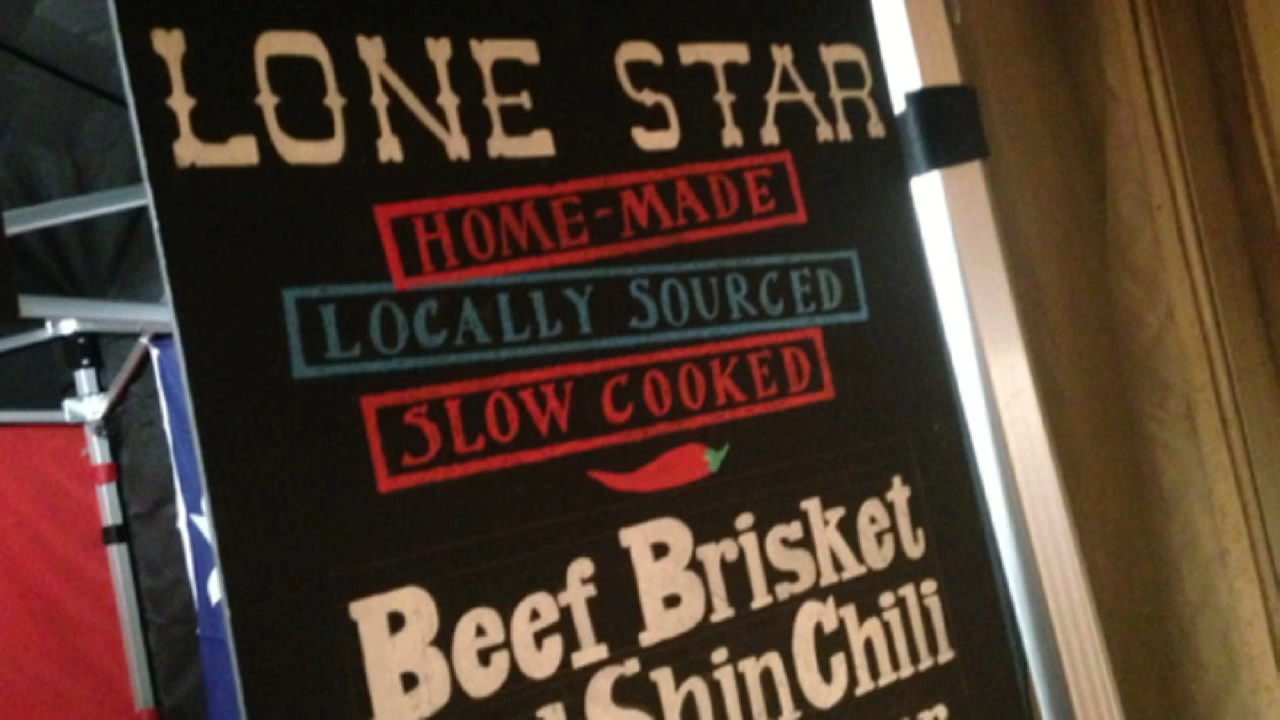 LONE STAR
HOME-MADE
LOCALLY SOURCED
SLOW COOKED
Beef Brisket
Shin Chili